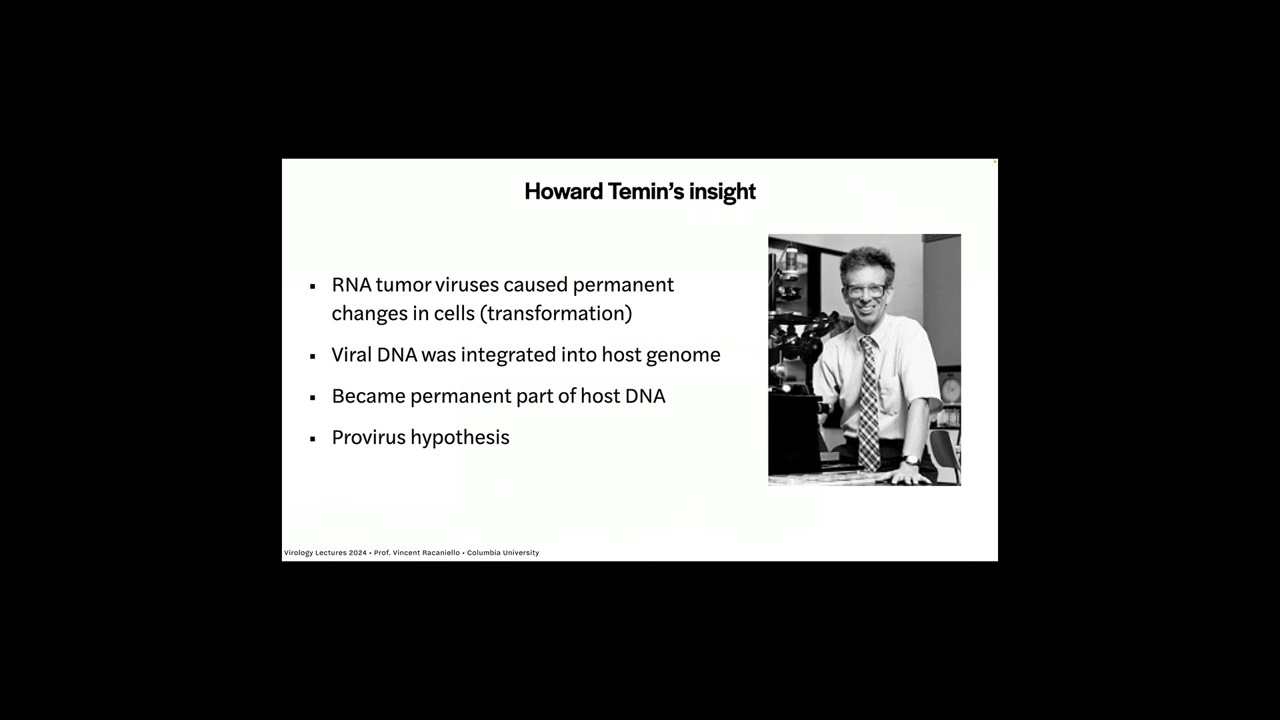 Howard Temin’s insight
▪ RNA tumor viruses caused permanent
changes in cells (transformation)
▪ Viral DNA was integrated into host genome
▪ Became permanent part of host DNA
▪ Provirus hypothesis
Virology Lectures 2024 • Prof. Vincent Racaniello • Columbia University